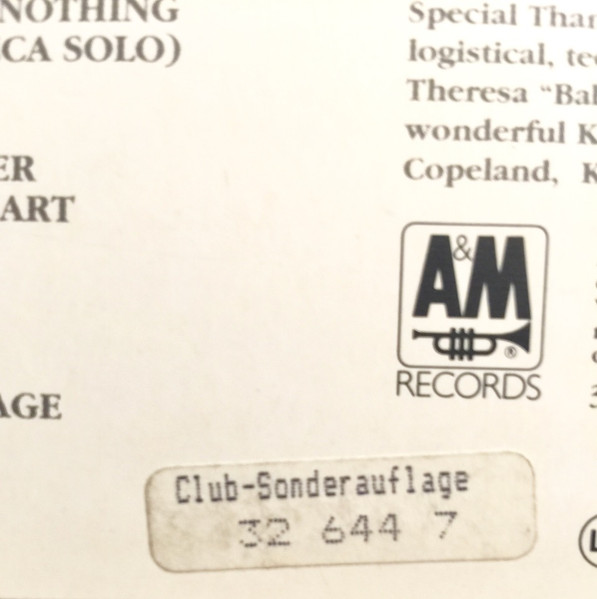 NOTHING
CA SOLO)
ER
ART
AGE
Special Than
logistical, te
Theresa "Bal
wonderful K
Copeland, K
A&M
®
RECORDS
Club-Sonderauflage
32 644 7
L